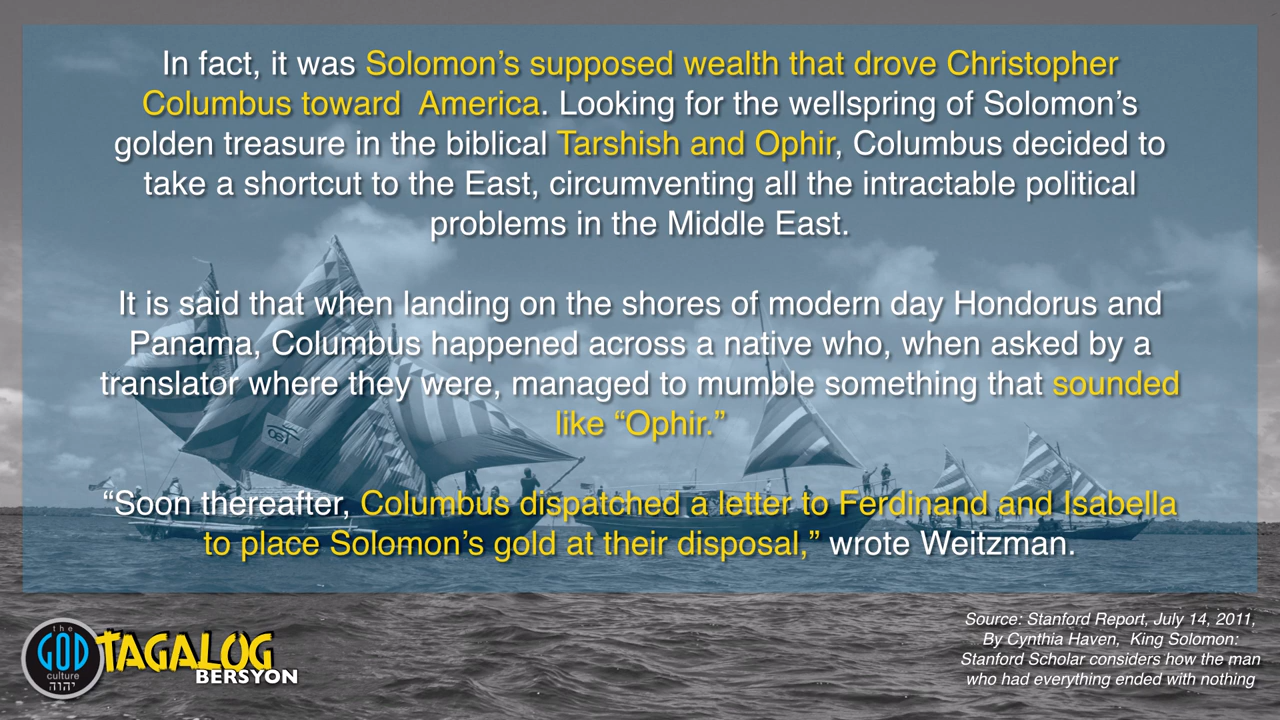 In fact, it was Solomon’s supposed wealth that drove Christopher
Columbus toward  America. Looking for the wellspring of Solomon’s
golden treasure in the biblical Tarshish and Ophir, Columbus decided to
take a shortcut to the East, circumventing all the intractable political
problems in the Middle East.
It is said that when landing on the shores of modern day Hondorus and
Panama, Columbus happened across a native who, when asked by a
translator where they were, managed to mumble something that sounded
like “Ophir.”
“Soon thereafter, Columbus dispatched a letter to Ferdinand and Isabella
to place Solomon’s gold at their disposal,” wrote Weitzman.
the
GOD
culture
יהוה
TAGALOG
BERSYON
Source: Stanford Report, July 14, 2011,
By Cynthia Haven,  King Solomon:
Stanford Scholar considers how the man
who had everything ended with nothing